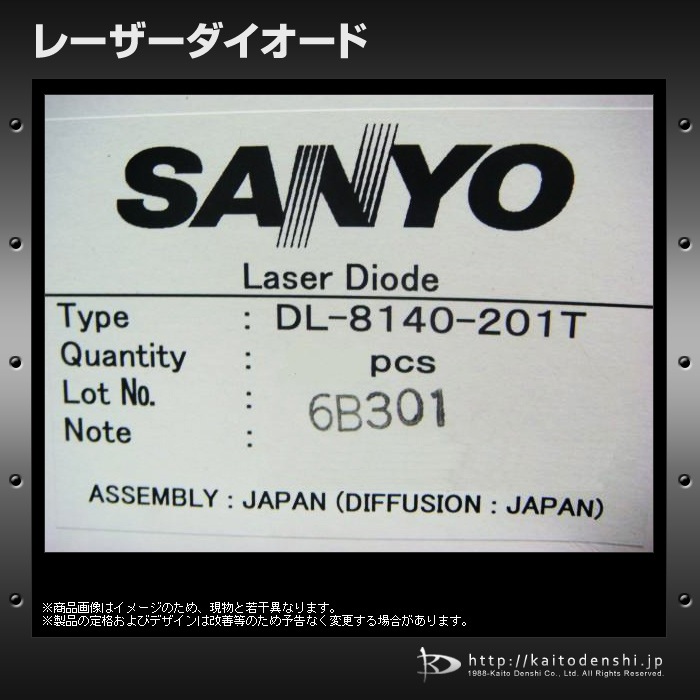 レーザーダイオード
SANYO
Laser Diode
Type : DL-8140-201T
Quantity : pcs
Lot No. : 6B301
Note :
ASSEMBLY : JAPAN (DIFFUSION : JAPAN)
※商品画像はイメージのため、現物と若干異なります。
※製品の定格およびデザインは改善等のため予告なく変更する場合があります。
http://kaitodenshi.jp
1988-Kaito Denshi Co., Ltd. All Rights Reserved.